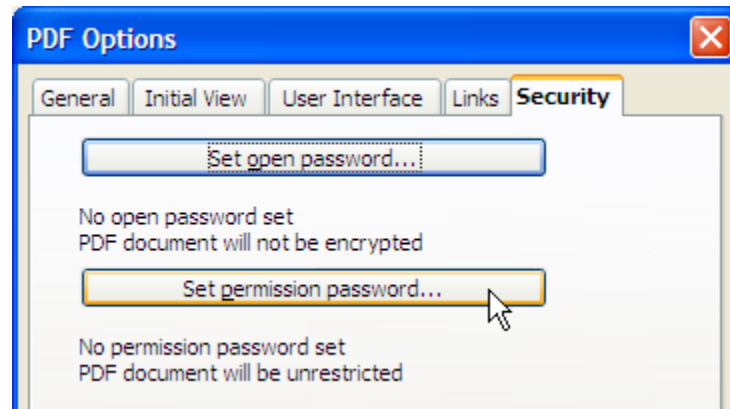 PDF Options
General Initial View User Interface Links Security
Set open password...
No open password set
PDF document will not be encrypted
Set permission password...
No permission password set
PDF document will be unrestricted